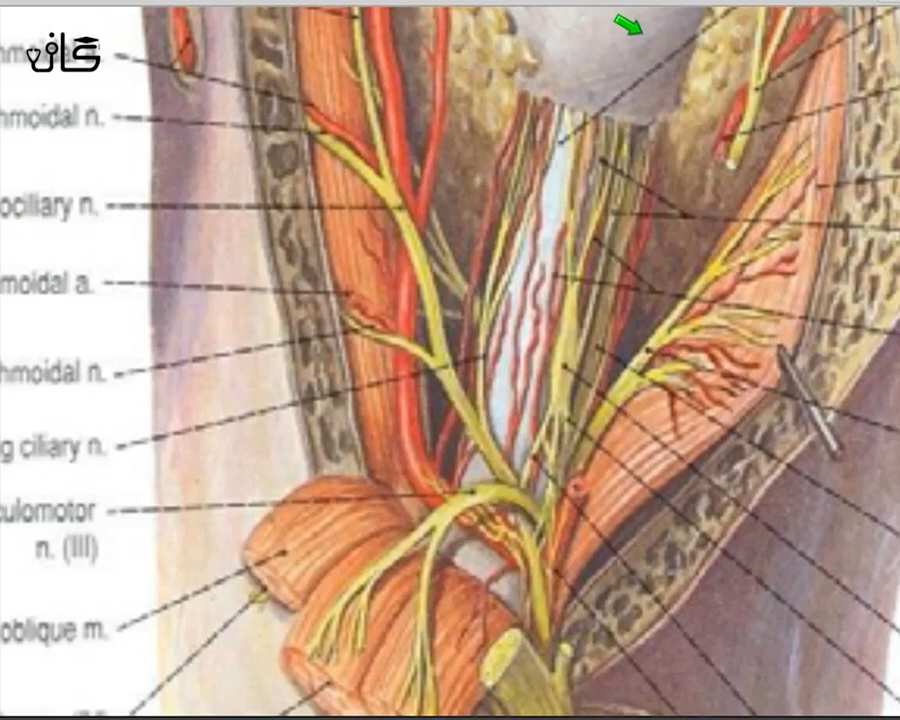 كان
hmoidal n.
ociliary n.
moidal a.
hmoidal n.
g ciliary n.
culomotor
n. (III)
oblique m.